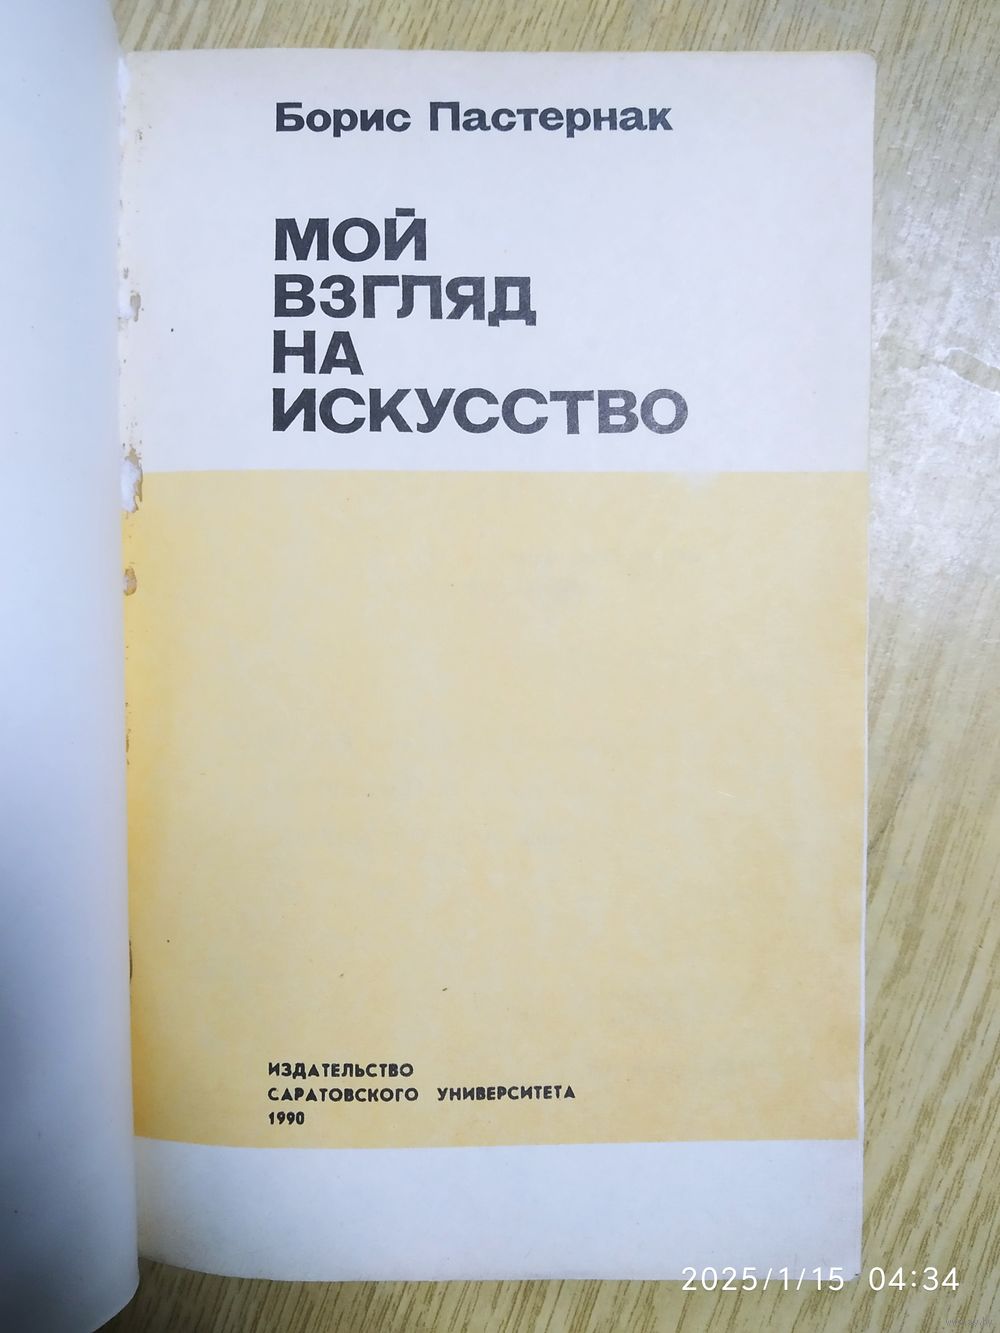 Борис Пастернак
МОЙ
ВЗГЛЯД
НА
ИСКУССТВО
ИЗДАТЕЛЬСТВО
САРАТОВСКОГО УНИВЕРСИТЕТА
1990
2025/1/15 04:34